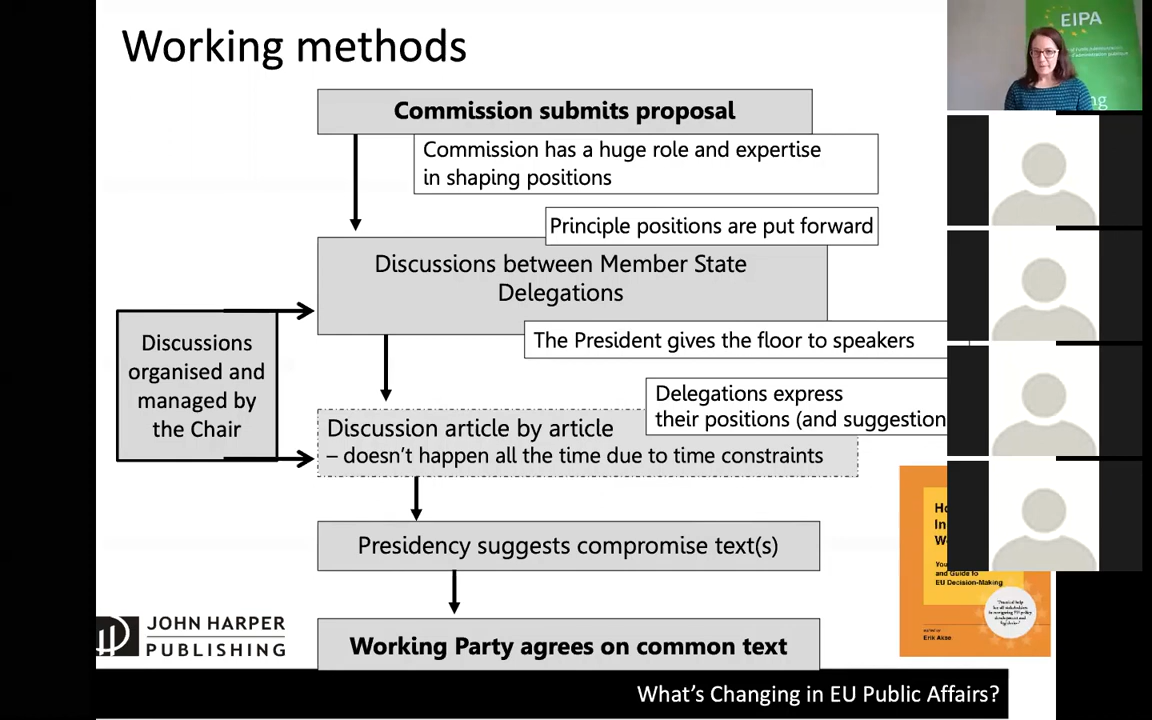 Working methods
EIPA
Commission submits proposal
Commission has a huge role and expertise
in shaping positions
Principle positions are put forward
Discussions between Member State
Delegations
The President gives the floor to speakers
Discussions
organised and
managed by
the Chair
Delegations express
their positions (and suggestion
Discussion article by article
– doesn't happen all the time due to time constraints
Presidency suggests compromise text(s)
Working Party agrees on common text
JOHN HARPER
PUBLISHING
and Guide to
EU Decision-Making
Erik Akse
What's Changing in EU Public Affairs?